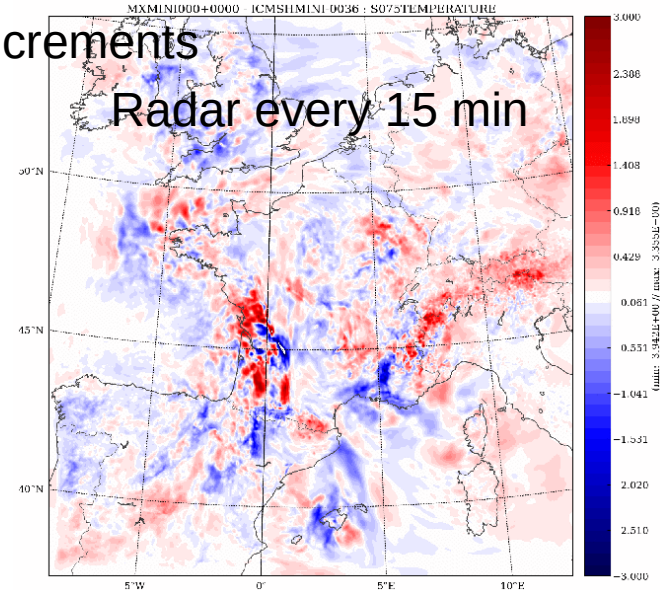 MXMINI000+0000 - ICMSHMINI-0036 : S075TEMPERATURE
crements
Radar every 15 min
50°N
45°N
40°N
5°W
0°
5°E
10°E
3.000
2.388
1.898
1.408
0.918
0.429
0.061
0.551
−1.041
−1.531
2.020
2.510
−3.000